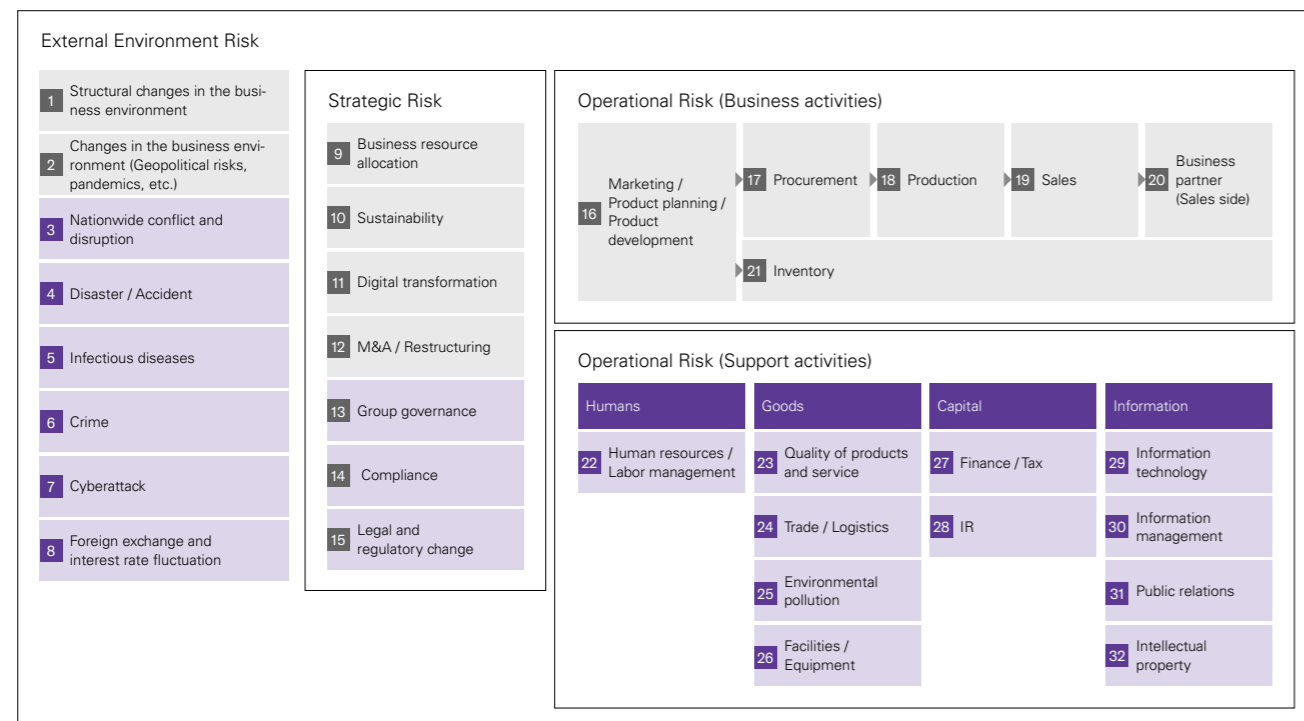 External Environment Risk
1
Structural changes in the busi-
ness environment
2
Changes in the business envi-
ronment (Geopolitical risks,
pandemics, etc.)
3
Nationwide conflict and
disruption
4
Disaster / Accident
5
Infectious diseases
6
Crime
7
Cyberattack
8
Foreign exchange and
interest rate fluctuation
Strategic Risk
9
Business resource
allocation
10
Sustainability
11
Digital transformation
12
M&A / Restructuring
13
Group governance
14
Compliance
15
Legal and
regulatory change
Operational Risk (Business activities)
16
Marketing /
Product planning /
Product
development
17
Procurement
18
Production
19
Sales
20
Business
partner
(Sales side)
21
Inventory
Operational Risk (Support activities)
Humans
22
Human resources /
Labor management
Goods
23
Quality of products
and service
24
Trade / Logistics
25
Environmental
pollution
26
Facilities /
Equipment
Capital
27
Finance / Tax
28
IR
Information
29
Information
technology
30
Information
management
31
Public relations
32
Intellectual
property